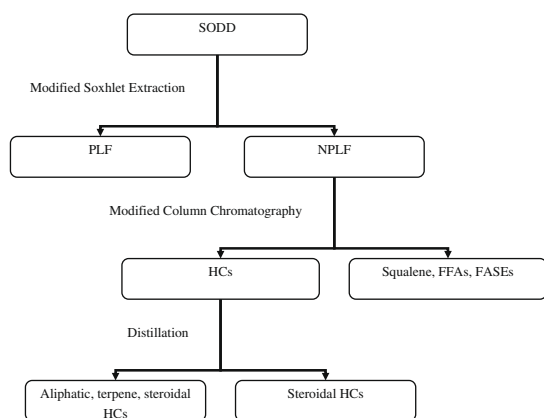 SODD
Modified Soxhlet Extraction
PLF
NPLF
Modified Column Chromatography
HCs
Squalene, FFAs, FASEs
Distillation
Aliphatic, terpene, steroidal
HCs
Steroidal HCs